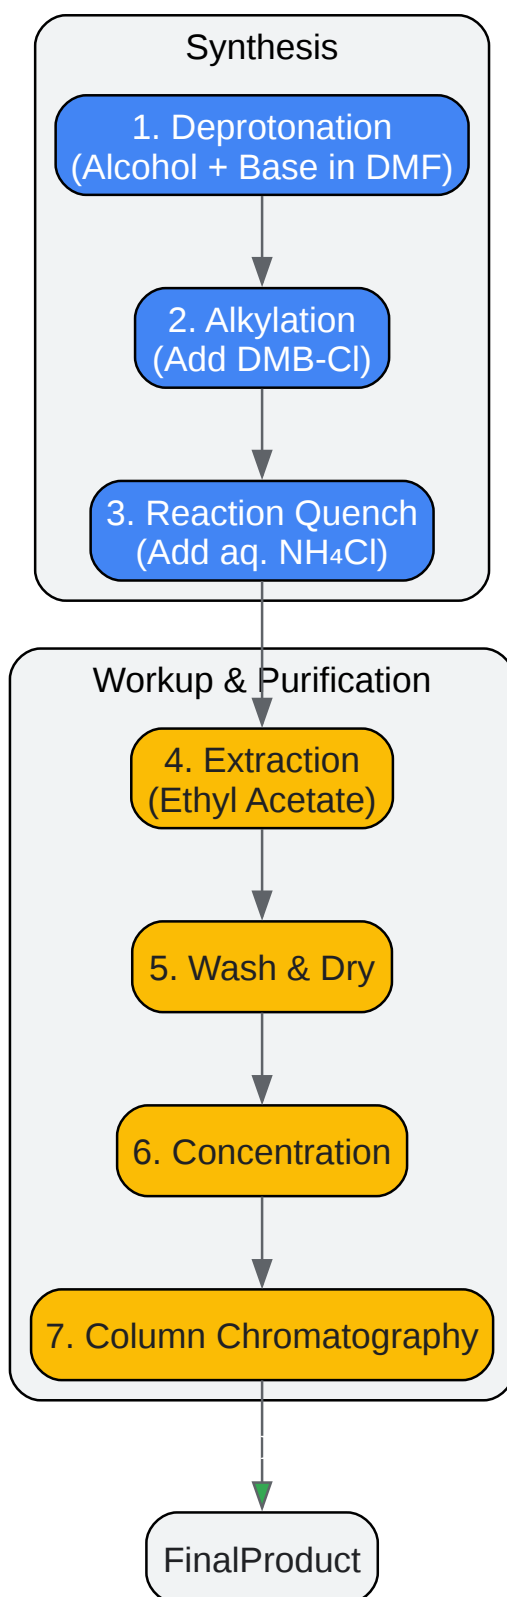 Synthesis
1. Deprotonation
(Alcohol + Base in DMF)
2. Alkylation
(Add DMB-Cl)
3. Reaction Quench
(Add aq. NH₄Cl)
Workup & Purification
4. Extraction
(Ethyl Acetate)
5. Wash & Dry
6. Concentration
7. Column Chromatography
FinalProduct